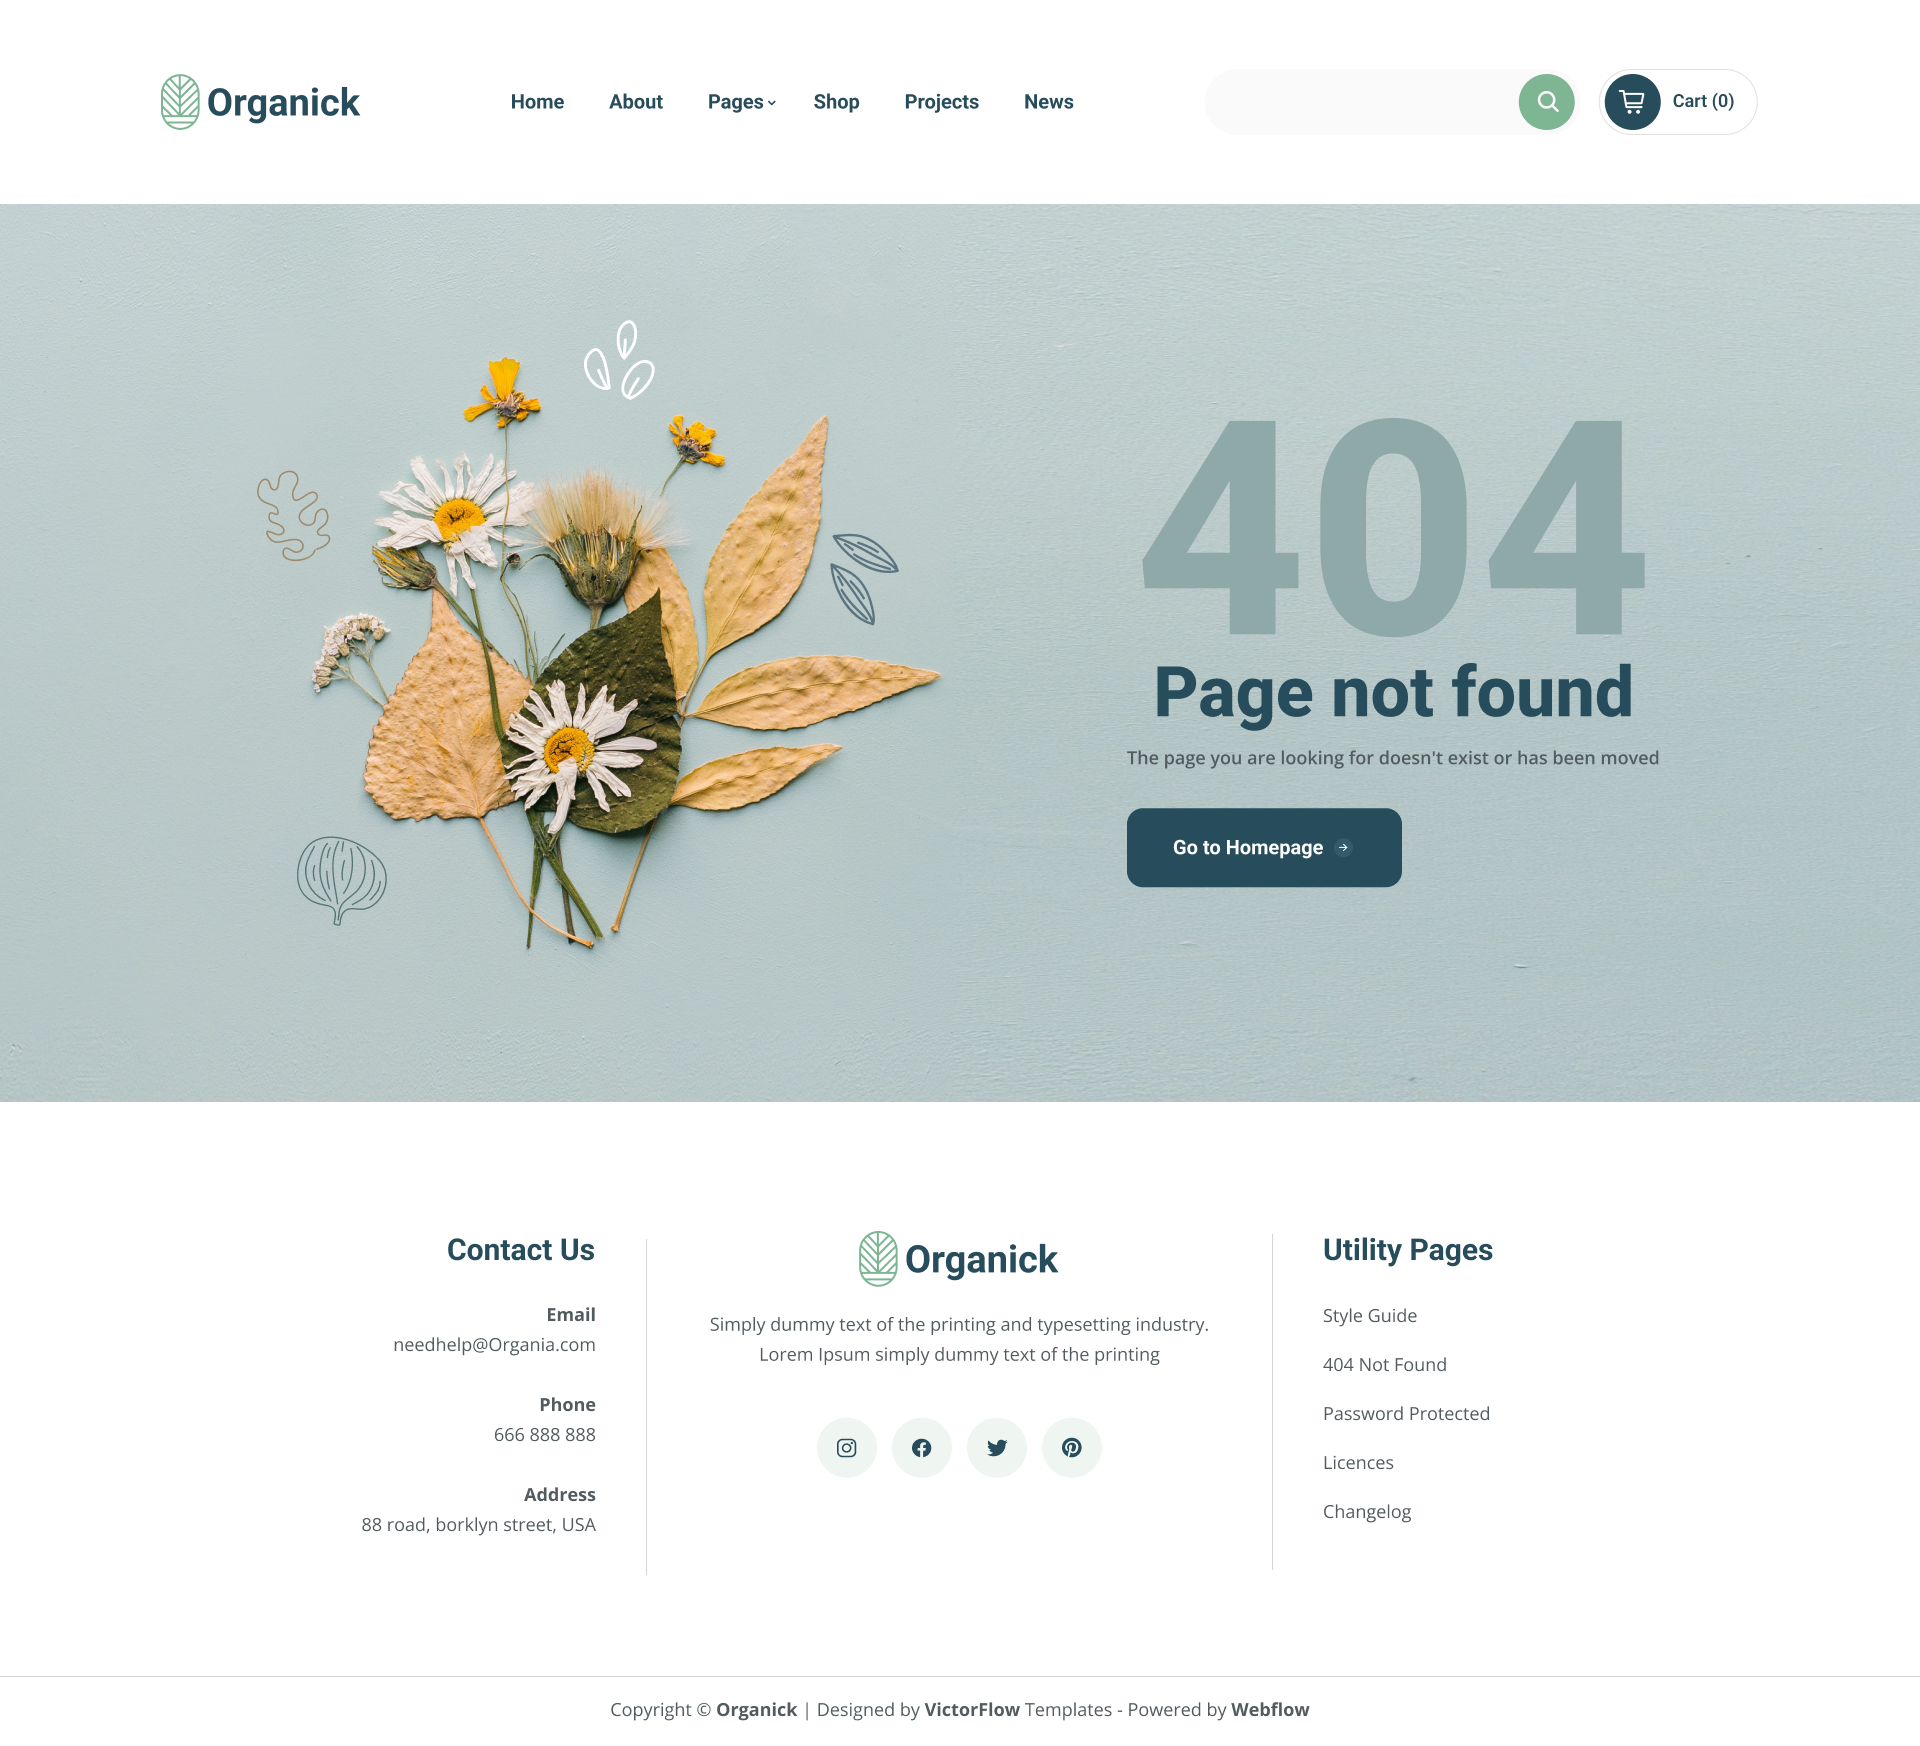 Organick
Home
About
Pages
Shop
Projects
News
Cart (0)
404
Page not found
The page you are looking for doesn't exist or has been moved
Go to Homepage
Contact Us
Email
needhelp@Organia.com
Phone
666 888 888
Address
88 road, borklyn street, USA
Organick
Simply dummy text of the printing and typesetting industry.
Lorem Ipsum simply dummy text of the printing
Utility Pages
Style Guide
404 Not Found
Password Protected
Licences
Changelog
Copyright © Organick | Designed by VictorFlow Templates - Powered by Webflow